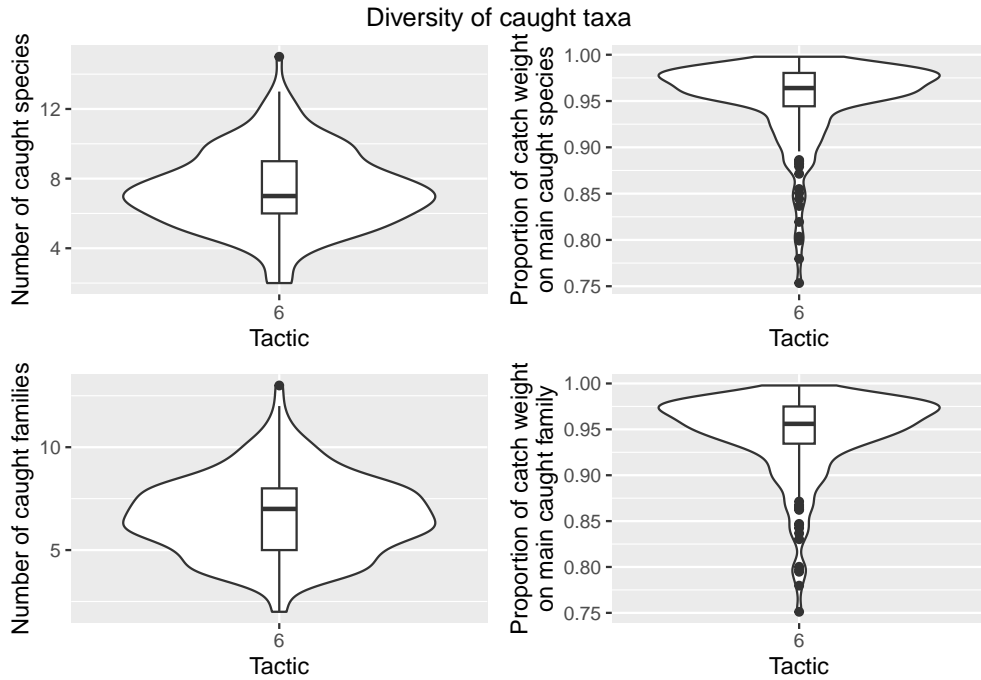 Diversity of caught taxa
Number of caught species
12
8
4
6
Tactic
Proportion of catch weight
on main caught species
1.00
0.95
0.90
0.85
0.80
0.75
6
Tactic
Number of caught families
10
5
6
Tactic
Proportion of catch weight
on main caught family
1.00
0.95
0.90
0.85
0.80
0.75
6
Tactic